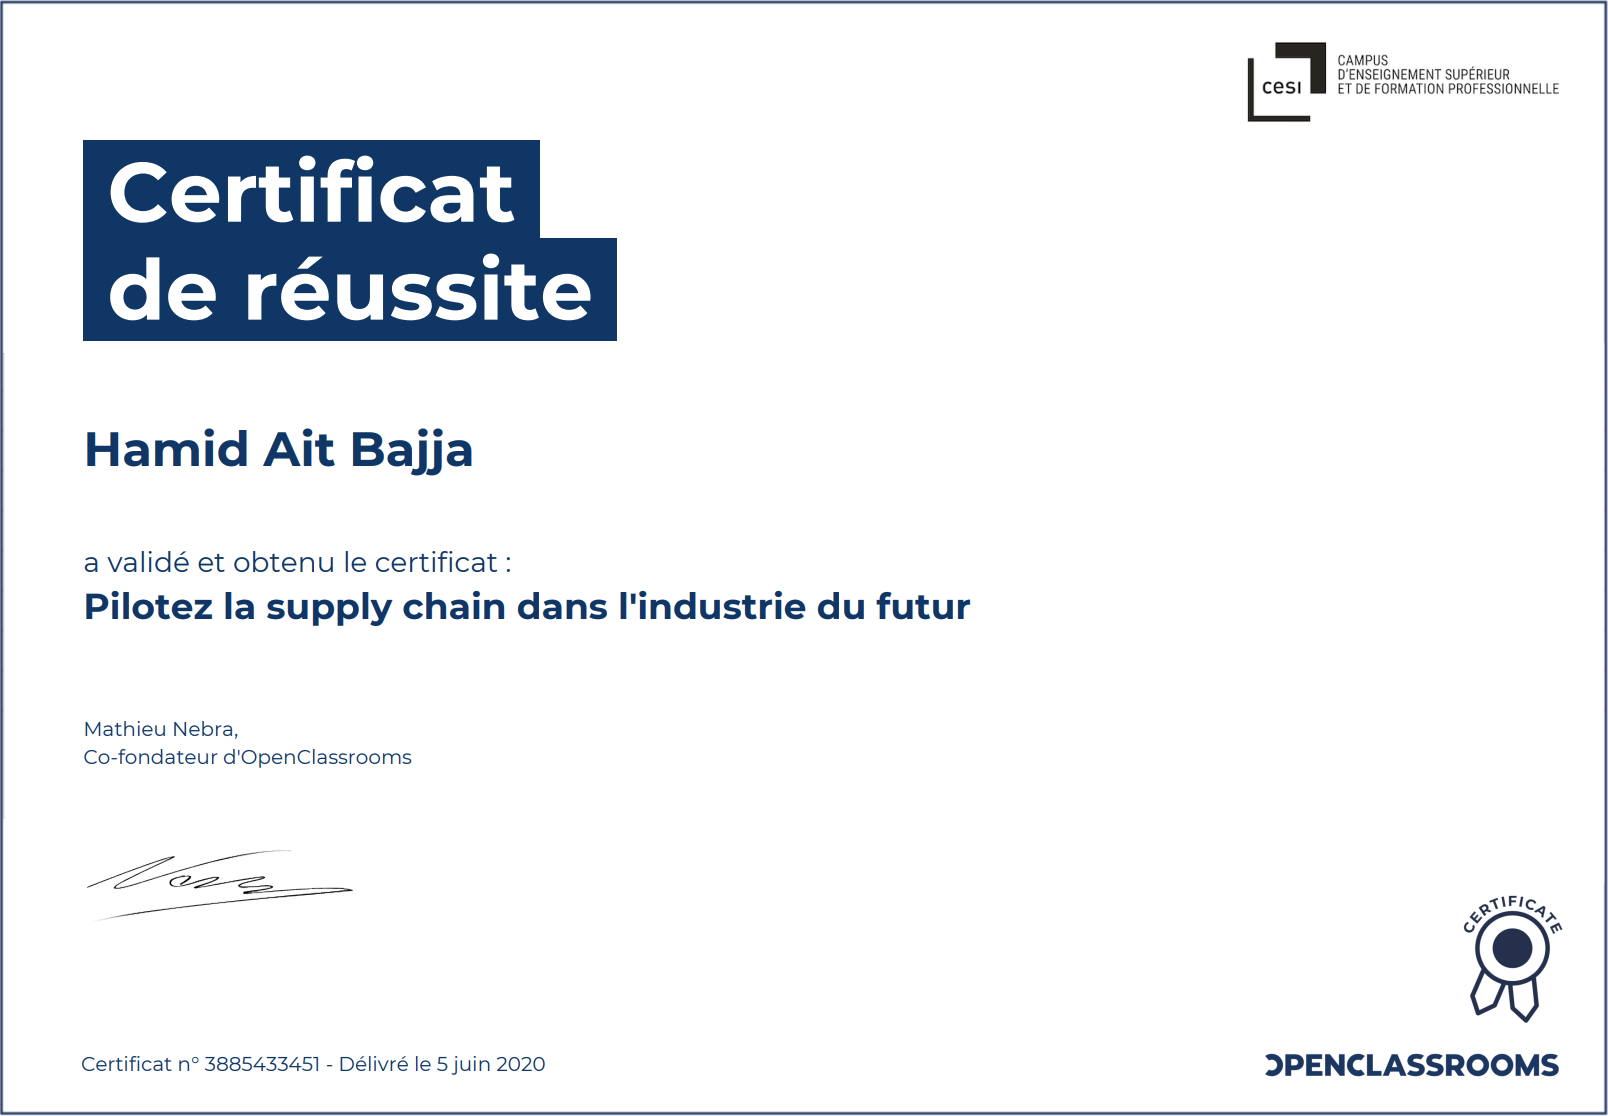 cesi
CAMPUS
D'ENSEIGNEMENT SUPÉRIEUR
ET DE FORMATION PROFESSIONNELLE
Certificat
de réussite
Hamid Ait Bajja
a validé et obtenu le certificat :
Pilotez la supply chain dans l'industrie du futur
Mathieu Nebra,
Co-fondateur d'OpenClassrooms
CERTIFICATE
Certificat n° 3885433451 - Délivré le 5 juin 2020
OPENCLASSROOMS